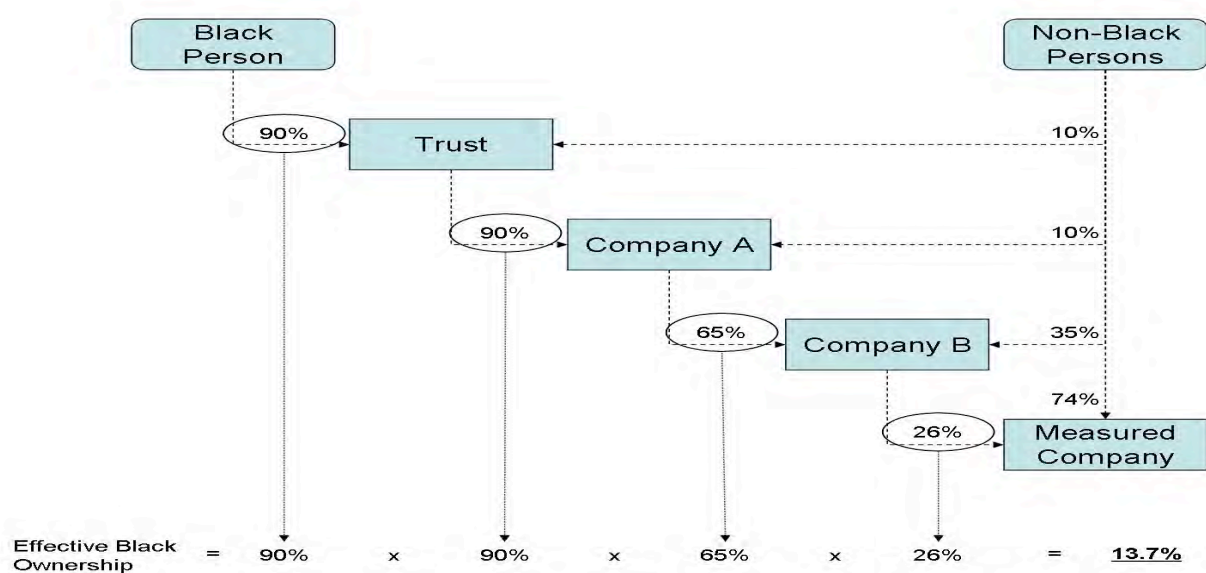 Black
Person
Non-Black
Persons
90%
Trust
10%
90%
Company A
10%
65%
Company B
35%
74%
26%
Measured
Company
Effective Black
Ownership
= 90% x 90% x 65% x 26% = 13.7%